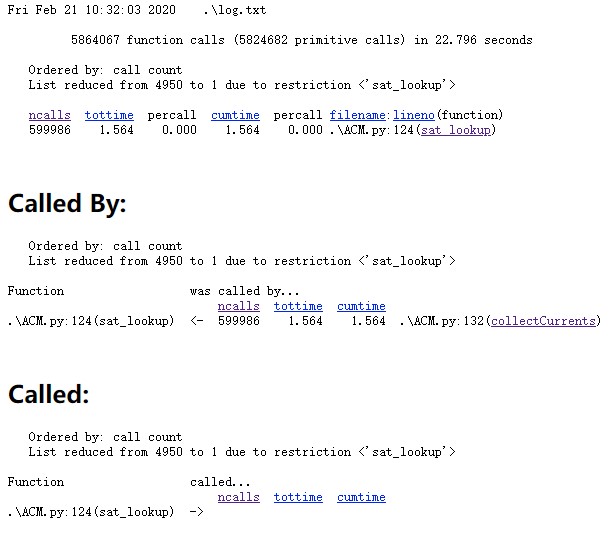 Fri Feb 21 10:32:03 2020    .\log.txt
5864067 function calls (5824682 primitive calls) in 22.796 seconds
Ordered by: call count
List reduced from 4950 to 1 due to restriction <'sat_lookup'>
ncalls  tottime  percall  cumtime  percall filename:lineno(function)
599986    1.564    0.000    1.564    0.000 .\ACM.py:124(sat_lookup)
Called By:
Ordered by: call count
List reduced from 4950 to 1 due to restriction <'sat_lookup'>
Function                  was called by...
ncalls  tottime  cumtime
.\ACM.py:124(sat_lookup)  <-  599986    1.564    1.564  .\ACM.py:132(collectCurrents)
Called:
Ordered by: call count
List reduced from 4950 to 1 due to restriction <'sat_lookup'>
Function                  called...
ncalls  tottime  cumtime
.\ACM.py:124(sat_lookup)  ->